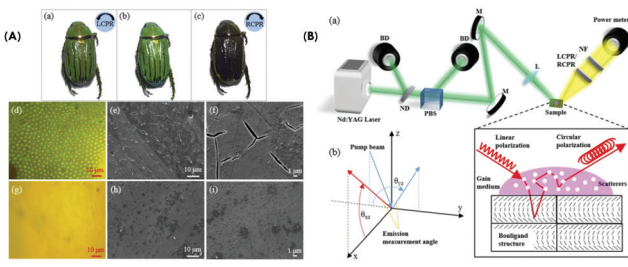 (A)
(a)
LCPR
(b)
(c)
RCPR
(d)
10 μm
(e)
10 μm
(f)
1 μm
(g)
10 μm
(h)
10 μm
(i)
1 μm
(B)
(a)
BD
BD
M
M
L
LCPR/
RCPR
NF
Power meter
Nd:YAG Laser
ND
PBS
Sample
(b)
Pump beam
z
θyz
θxz
y
x
Emission
measurement angle
Linear
polarization
Circular
polarization
Gain
medium
Scatterers
Bouligand
structure